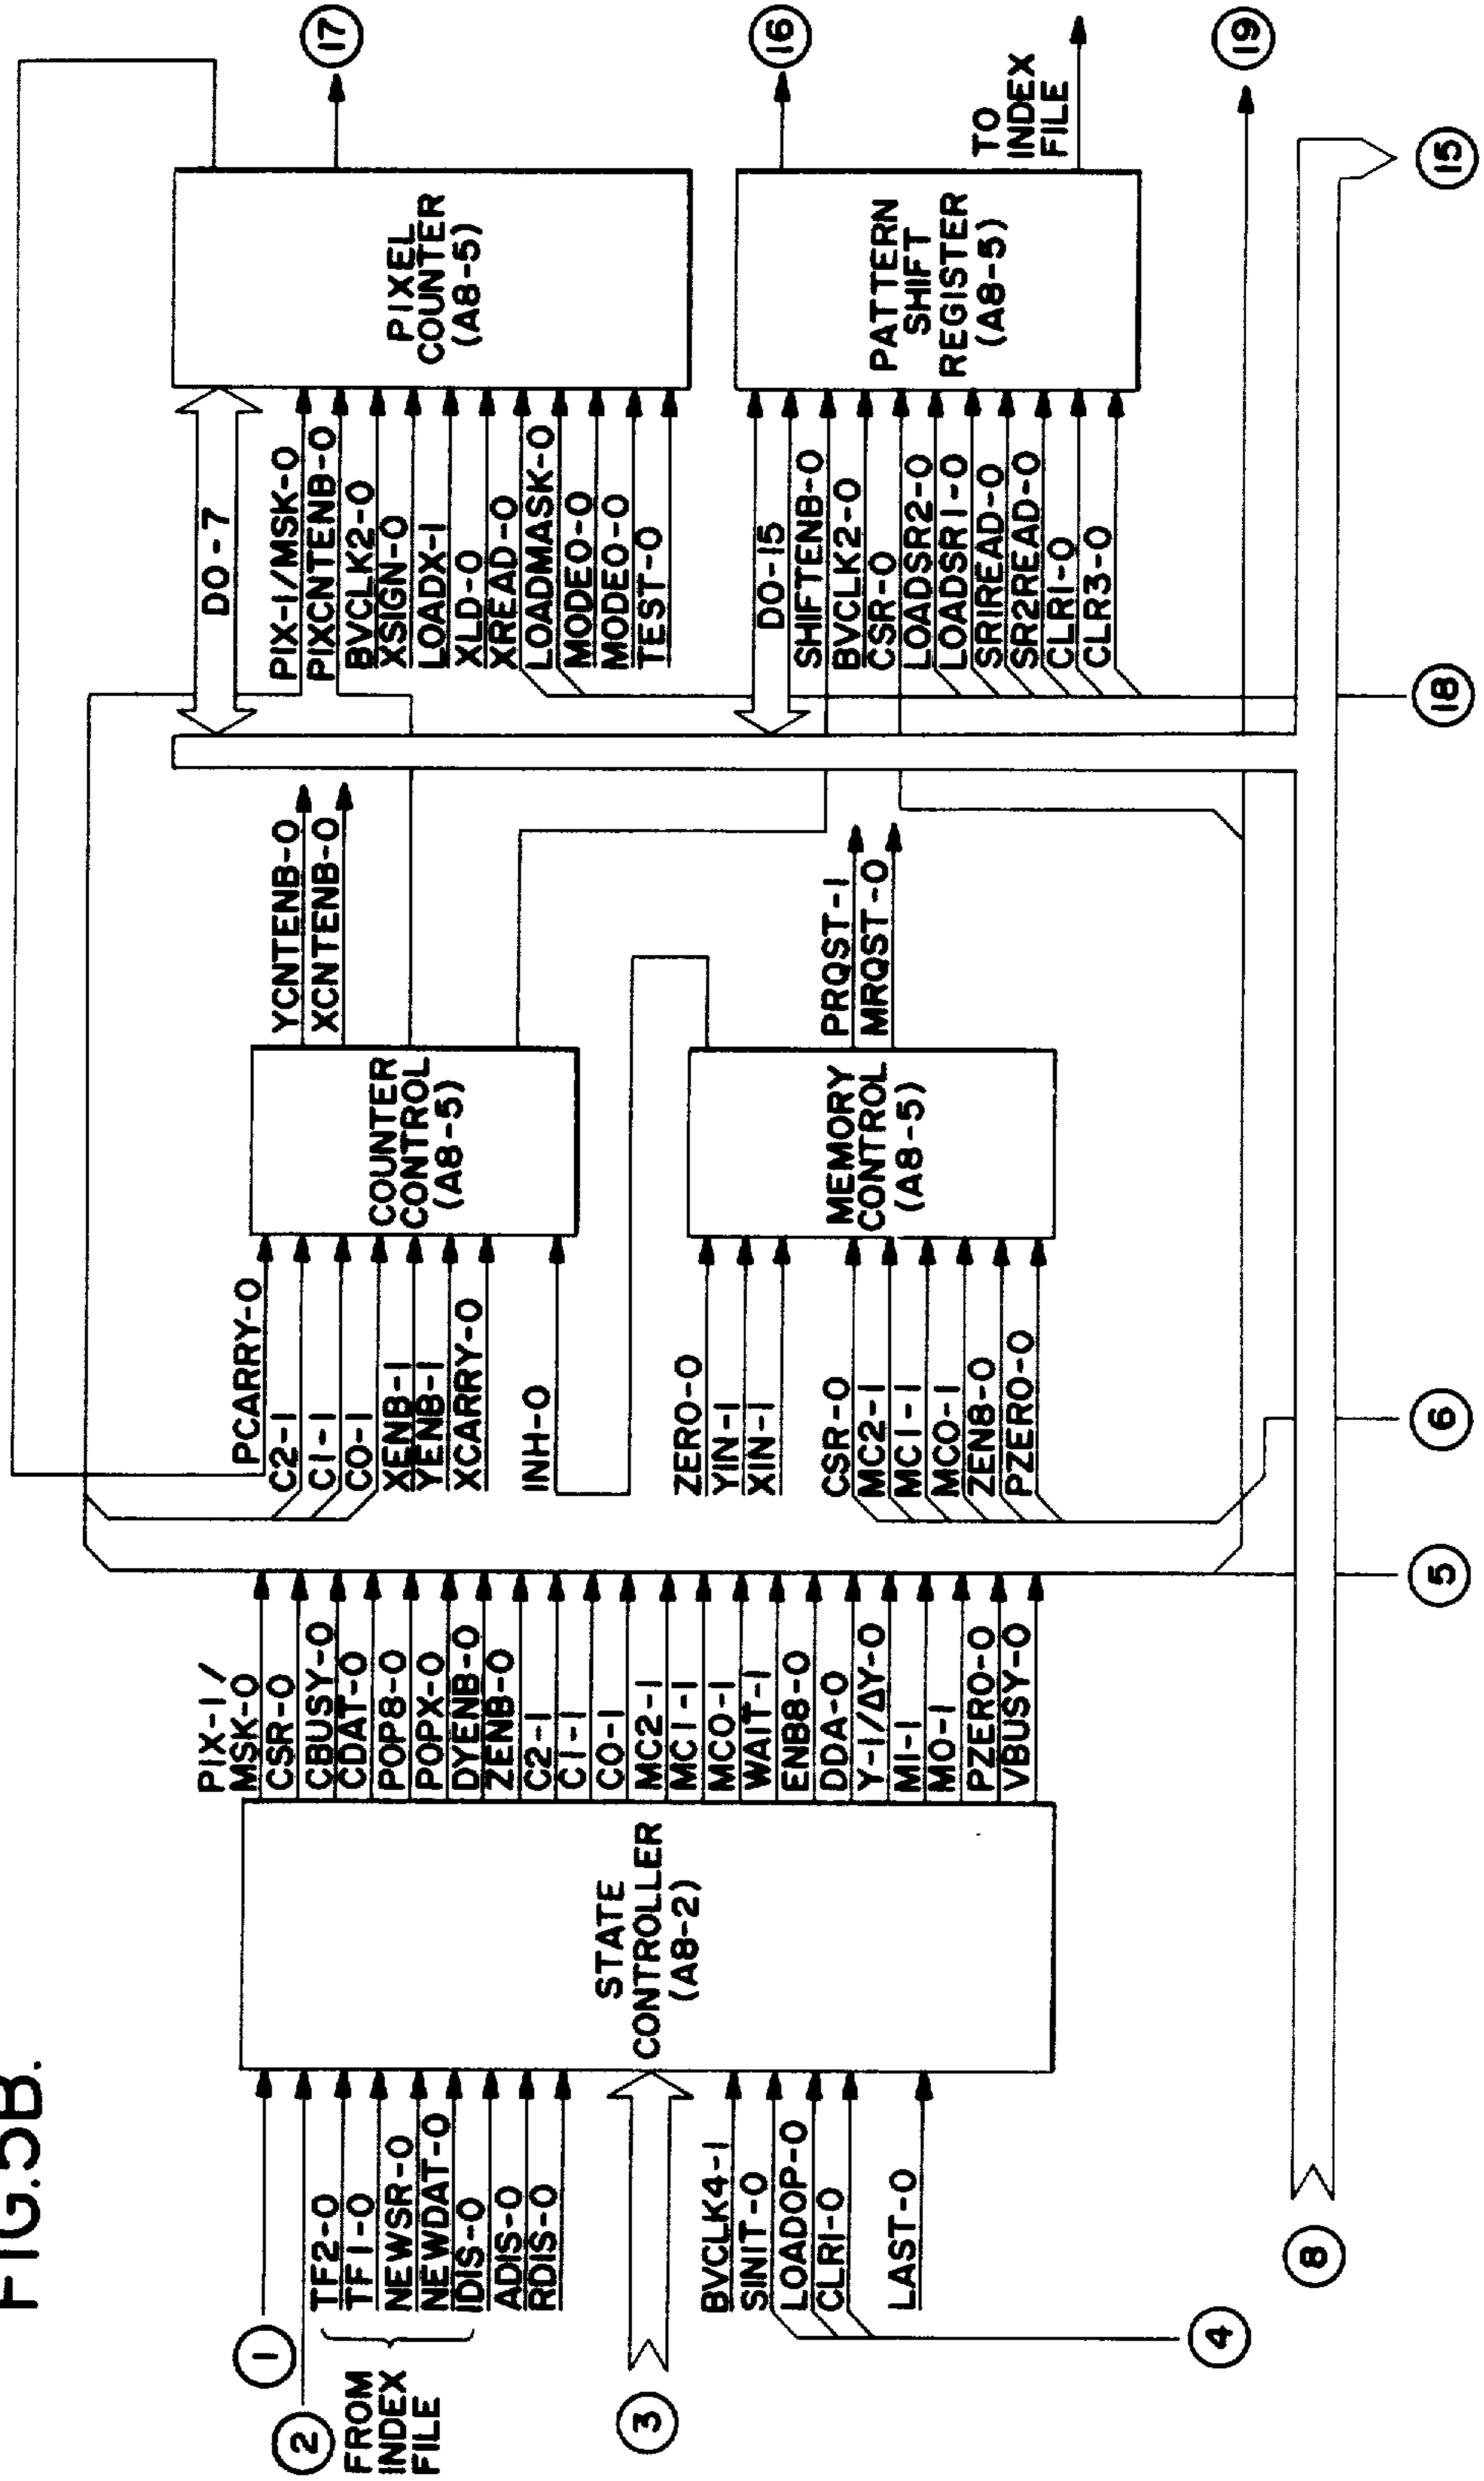 FIG.5B.
1
2
FROM
INDEX
FILE
TF2-0
TF1-0
NEWSR-0
NEWDAT-0
IDIS-0
ADIS-0
RDIS-0
3
BVCLK4-1
SINIT-0
LOADOP-0
CLR1-0
LAST-0
4
8
STATE
CONTROLLER
(A8-2)
PIX-1/
MSK-0
CSR-0
CBUSY-0
CDAT-0
POP8-0
POPX-0
DYENB-0
ZENB-0
C2-1
C1-1
C0-1
MC2-1
MC1-1
MC0-1
WAIT-1
ENB8-0
DDA-0
Y-1/ΔY-0
M1-1
M0-1
PZERO-0
VBUSY-0
5
6
PCARRY-0
C2-1
C1-1
C0-1
XENB-1
YENB-1
XCARRY-0
INH-0
COUNTER
CONTROL
(A8-5)
YCNTENB-0
XCNTENB-0
ZERO-0
YIN-1
XIN-1
CSR-0
MC2-1
MC1-1
MC0-1
ZENB-0
PZERO-0
MEMORY
CONTROL
(A8-5)
PRQST-1
MRQST-0
D0-7
PIX-1/MSK-0
PIXCNTENB-0
BVCLK2-0
XSIGN-0
LOADX-1
XLD-0
XREAD-0
LOADMASK-0
MODE0-0
MODE0-0
TEST-0
PIXEL
COUNTER
(A8-5)
17
D0-15
SHIFTENB-0
BVCLK2-0
CSR-0
LOADSR2-0
LOADSR1-0
SR1READ-0
SR2READ-0
CLR1-0
CLR3-0
PATTERN
SHIFT
REGISTER
(A8-5)
16
TO
INDEX
FILE
18
19
15